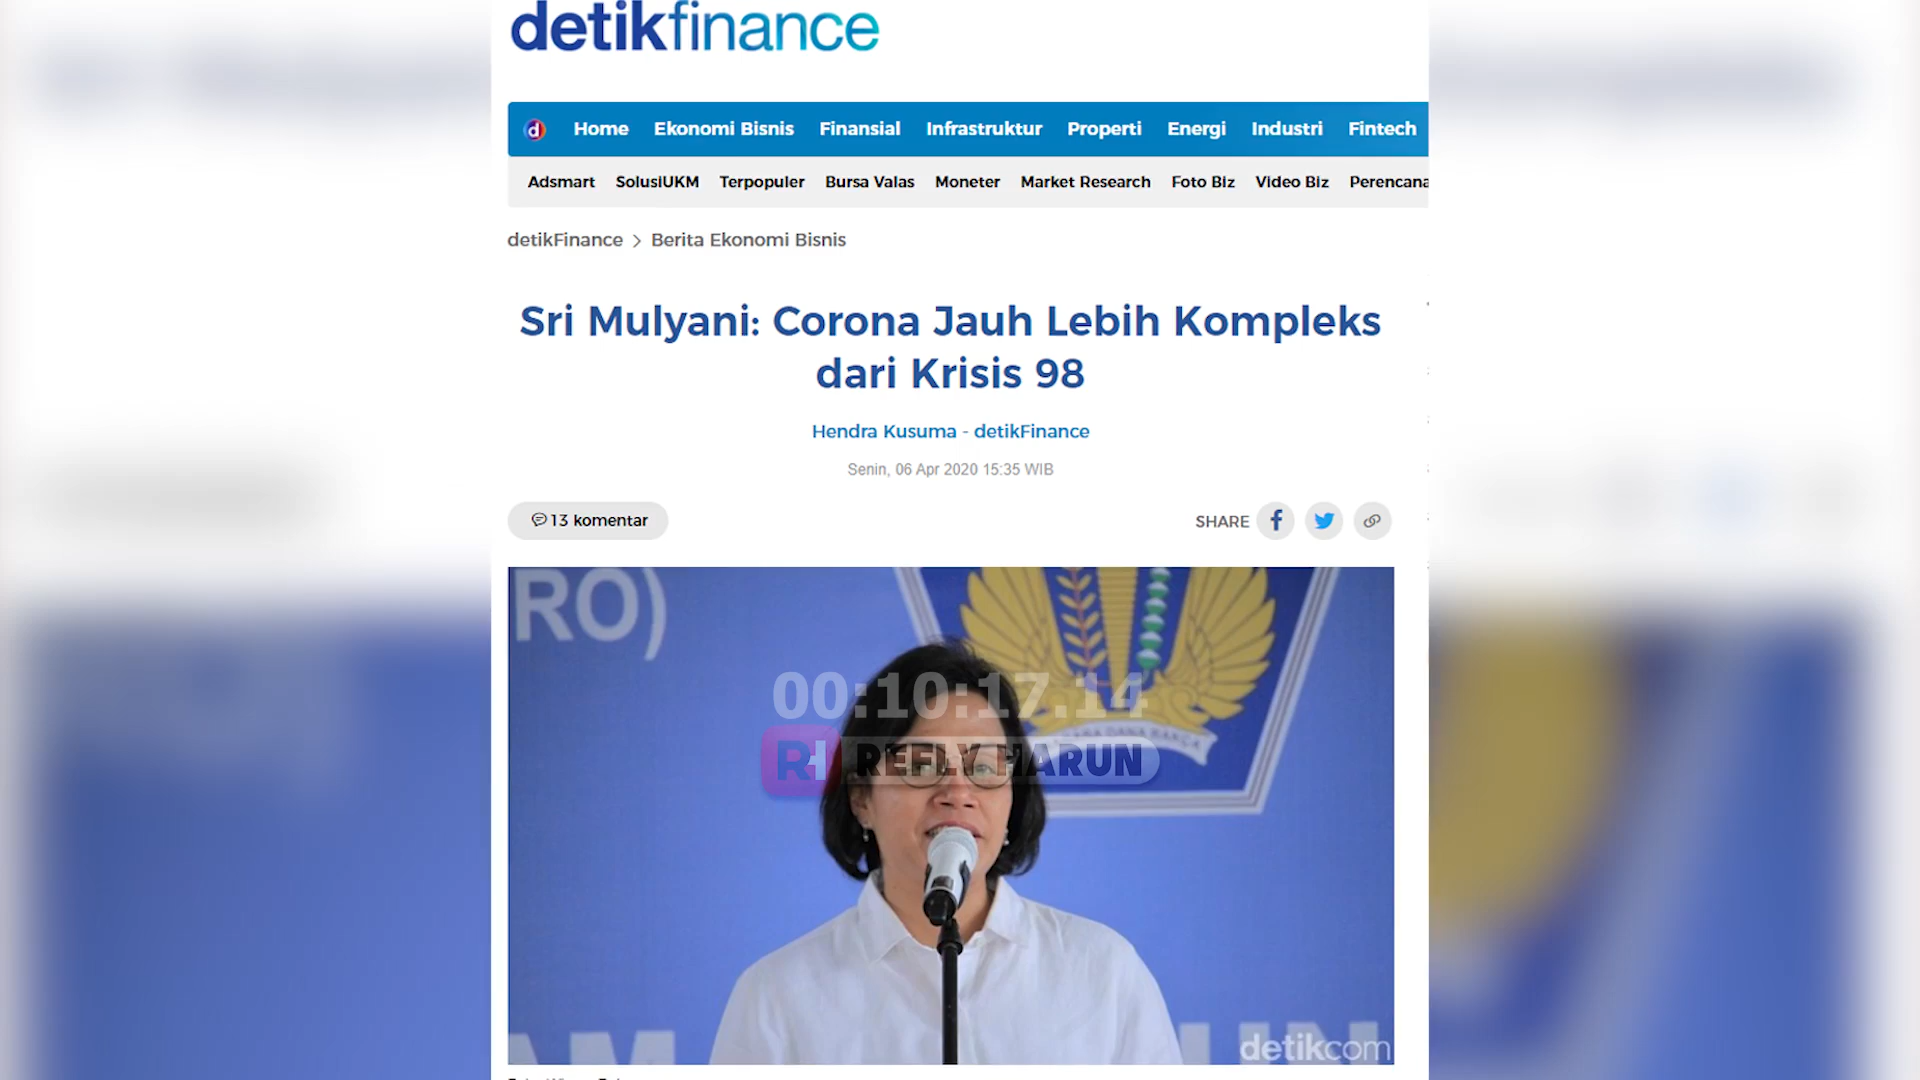 detikfinance
Home Ekonomi Bisnis Finansial Infrastruktur Properti Energi Industri Fintech
Adsmart SolusiUKM Terpopuler Bursa Valas Moneter Market Research Foto Biz Video Biz Perencana
detikFinance > Berita Ekonomi Bisnis
Sri Mulyani: Corona Jauh Lebih Kompleks
dari Krisis 98
Hendra Kusuma - detikFinance
Senin, 06 Apr 2020 15:35 WIB
13 komentar
SHARE
RO)
00:10:17.14
RH REFLY HARUN
detikcom